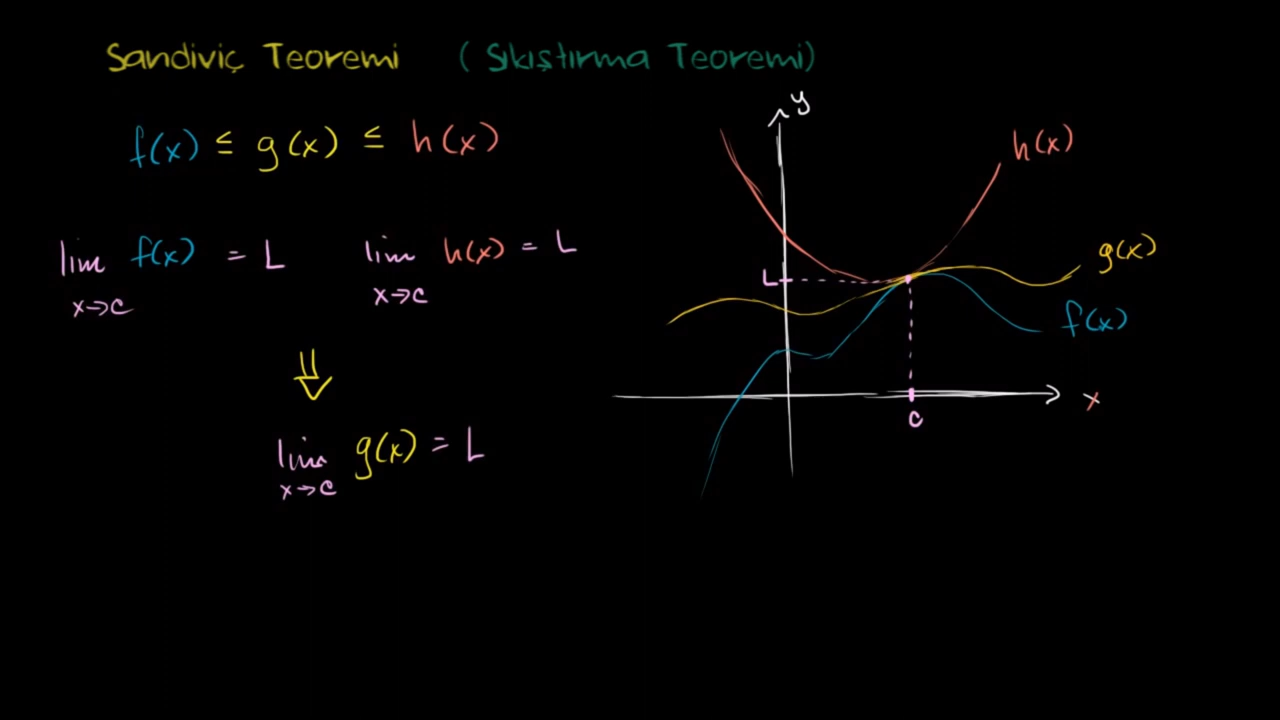 Sandiviç Teoremi ( Sıkıştırma Teoremi)
f(x) ≤ g(x) ≤ h(x)
lim f(x) = L lim h(x) = L
x→c x→c
⇓
lim g(x) = L
x→c
y
h(x)
g(x)
L
f(x)
x
c